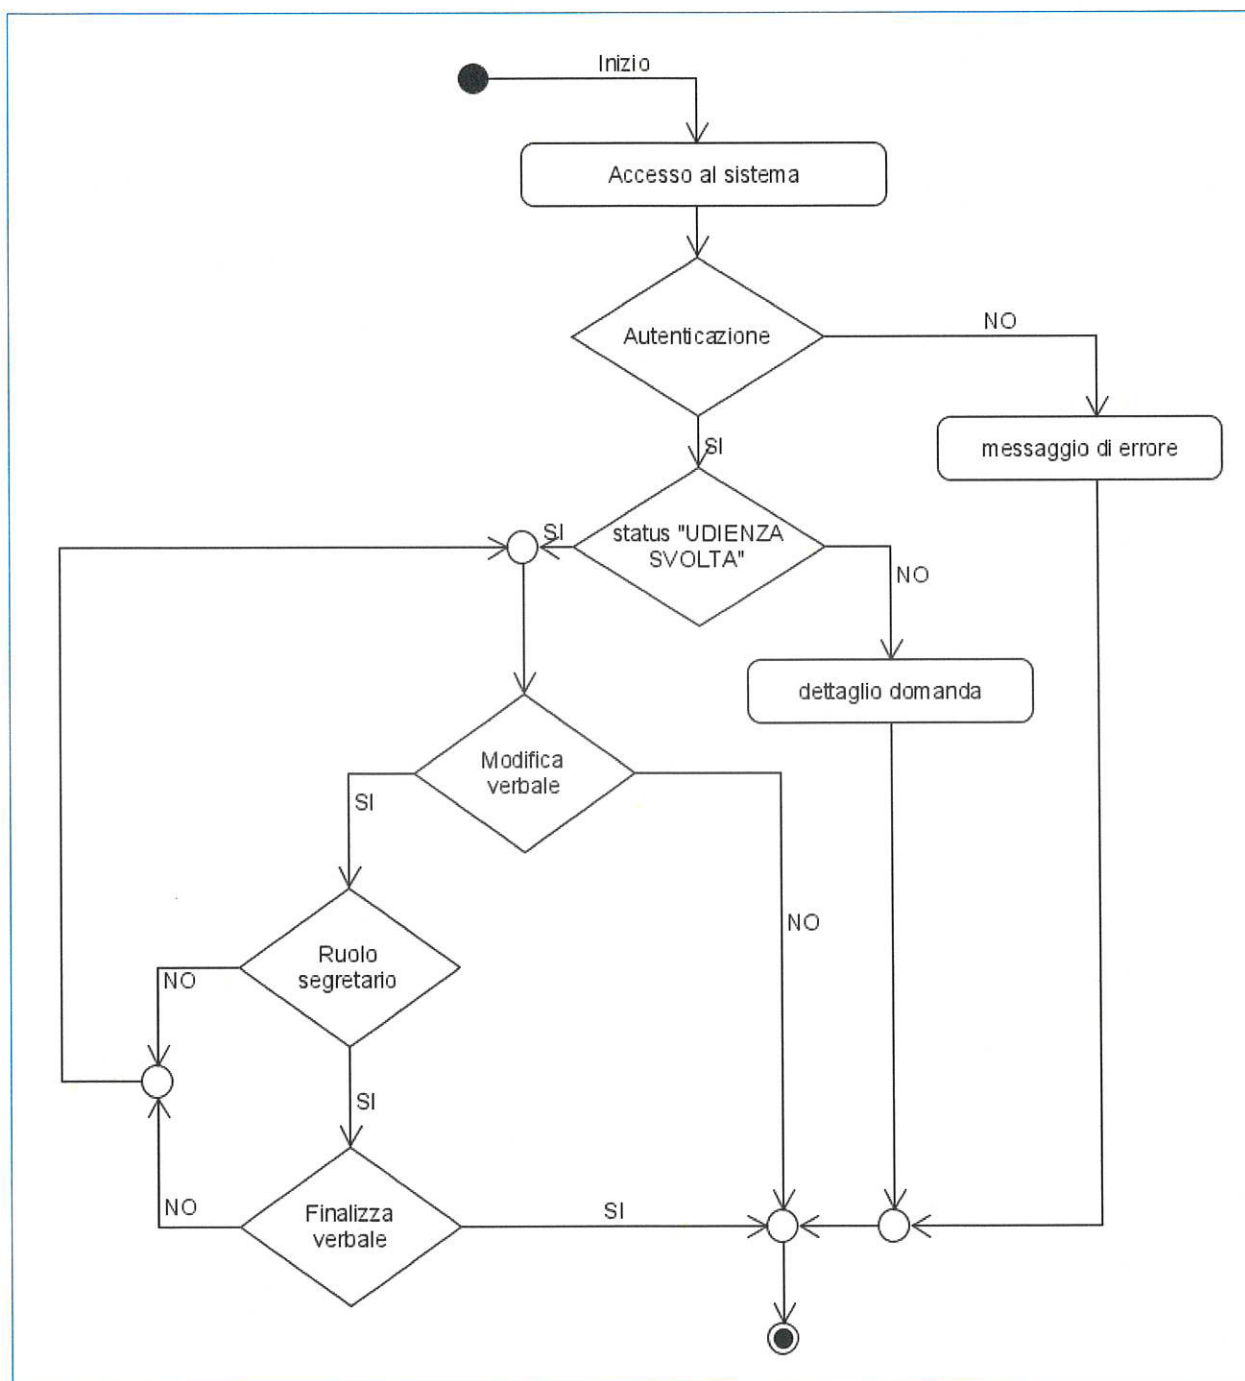 Inizio
Accesso al sistema
Autenticazione
NO
SI
messaggio di errore
status "UDIENZA
SVOLTA"
SI
NO
dettaglio domanda
Modifica
verbale
SI
NO
Ruolo
segretario
NO
SI
Finalizza
verbale
NO
SI